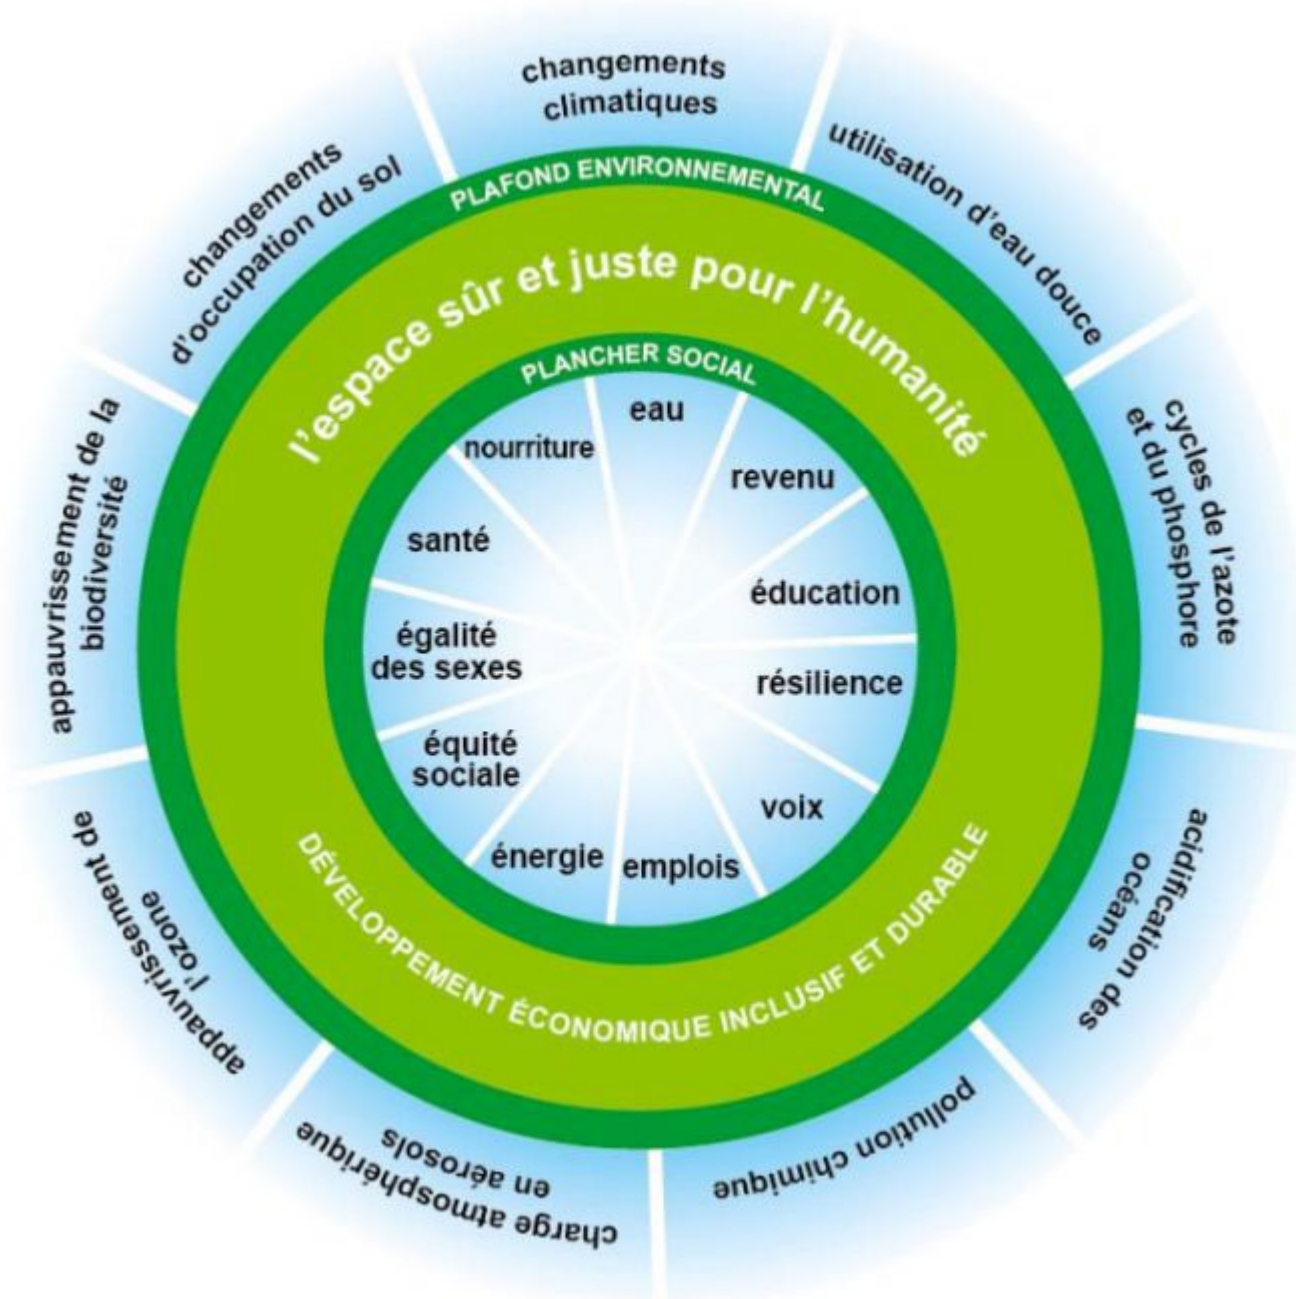 changements
climatiques
utilisation d'eau douce
cycles de l'azote
et du phosphore
acidification des
océans
pollution chimique
charge atmosphérique
en aérosols
appauvrissement de
l'ozone
appauvrissement de la
biodiversité
changements
d'occupation du sol
PLAFOND ENVIRONNEMENTAL
l'espace sûr et juste pour l'humanité
PLANCHER SOCIAL
eau
revenu
éducation
résilience
voix
emplois
énergie
équité
sociale
égalité
des sexes
santé
nourriture
DÉVELOPPEMENT ÉCONOMIQUE INCLUSIF ET DURABLE